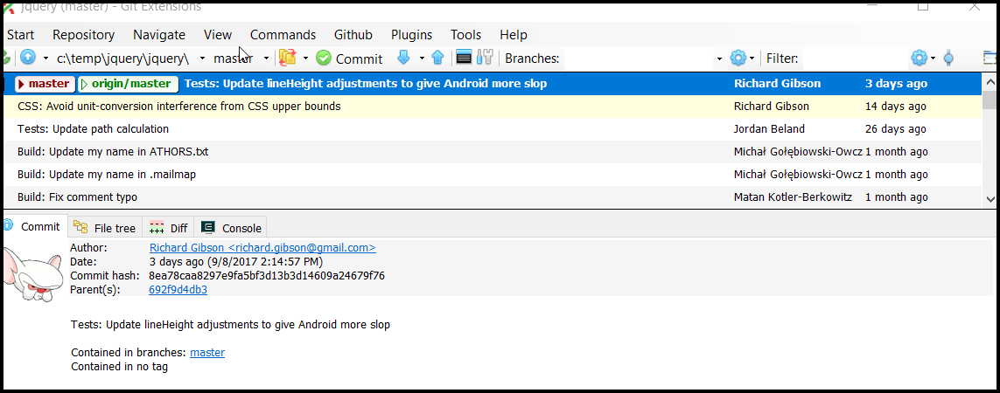 jquery (master) - Git Extensions
Start Repository Navigate View Commands Github Plugins Tools Help
c:\temp\jquery\jquery\ master Commit Branches: Filter:
master origin/master Tests: Update lineHeight adjustments to give Android more slop Richard Gibson 3 days ago
CSS: Avoid unit-conversion interference from CSS upper bounds Richard Gibson 14 days ago
Tests: Update path calculation Jordan Beland 26 days ago
Build: Update my name in ATHORS.txt Michał Gołębiowski-Owcz 1 month ago
Build: Update my name in .mailmap Michał Gołębiowski-Owcz 1 month ago
Build: Fix comment typo Matan Kotler-Berkowitz 1 month ago
Commit File tree Diff Console
Author: Richard Gibson <richard.gibson@gmail.com>
Date: 3 days ago (9/8/2017 2:14:57 PM)
Commit hash: 8ea78caa8297e9fa5bf3d13b3d14609a24679f76
Parent(s): 692f9d4db3
Tests: Update lineHeight adjustments to give Android more slop
Contained in branches: master
Contained in no tag